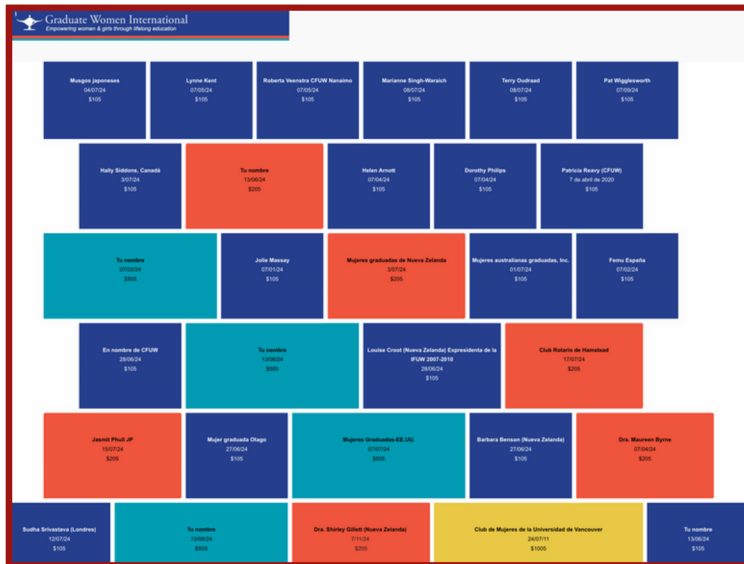 Graduate Women International
Empowering women & girls through lifelong education
Musgos japoneses
04/07/24
$105
Lynne Kent
07/05/24
$105
Roberta Veenstra CFUW Nanaimo
07/05/24
$105
Marianne Singh-Waraich
08/07/24
$105
Terry Oudraad
08/07/24
$105
Pat Wigglesworth
07/09/24
$105
Hally Siddons, Canadá
3/07/24
$105
Tu nombre
13/06/24
$205
Helen Arnott
07/04/24
$105
Dorothy Philips
07/04/24
$105
Patricia Reavy (CFUW)
7 de abril de 2020
$105
Tu nombre
07/03/24
$505
Jolie Massay
07/01/24
$105
Mujeres graduadas de Nueva Zelanda
3/07/24
$205
Mujeres australianas graduadas, Inc.
01/07/24
$105
Femu España
07/02/24
$105
En nombre de CFUW
28/06/24
$105
Tu nombre
13/06/24
$505
Louise Croot (Nueva Zelanda) Expresidenta de la
IFUW 2007-2010
28/06/24
$105
Club Rotario de Hamstead
17/07/24
$205
Jasmit Phull JP
10/07/24
$205
Mujer graduada Otago
27/06/24
$105
Mujeres Graduadas-EE.UU.
07/07/24
$505
Barbara Benson (Nueva Zelanda)
27/06/24
$105
Dra. Maureen Byrne
07/04/24
$205
Sudha Srivastava (Londres)
12/07/24
$105
Tu nombre
13/06/24
$505
Dra. Shirley Gillett (Nueva Zelanda)
7/11/24
$205
Club de Mujeres de la Universidad de Vancouver
24/07/11
$1005
Tu nombre
13/06/24
$105